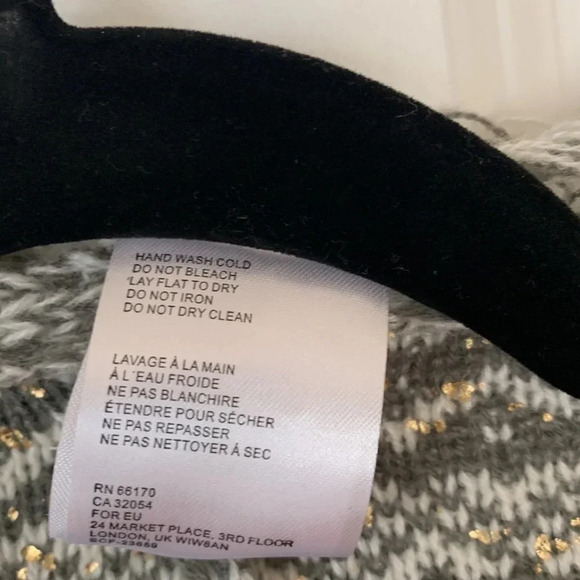 HAND WASH COLD
DO NOT BLEACH
LAY FLAT TO DRY
DO NOT IRON
DO NOT DRY CLEAN
LAVAGE À LA MAIN
À L'EAU FROIDE
NE PAS BLANCHIRE
ÉTENDRE POUR SÉCHER
NE PAS REPASSER
NE PAS NETTOYER À SEC
RN 66170
CA 32054
FOR EU
24 MARKET PLACE, 3RD FLOOR
LONDON, UK WIW8AN